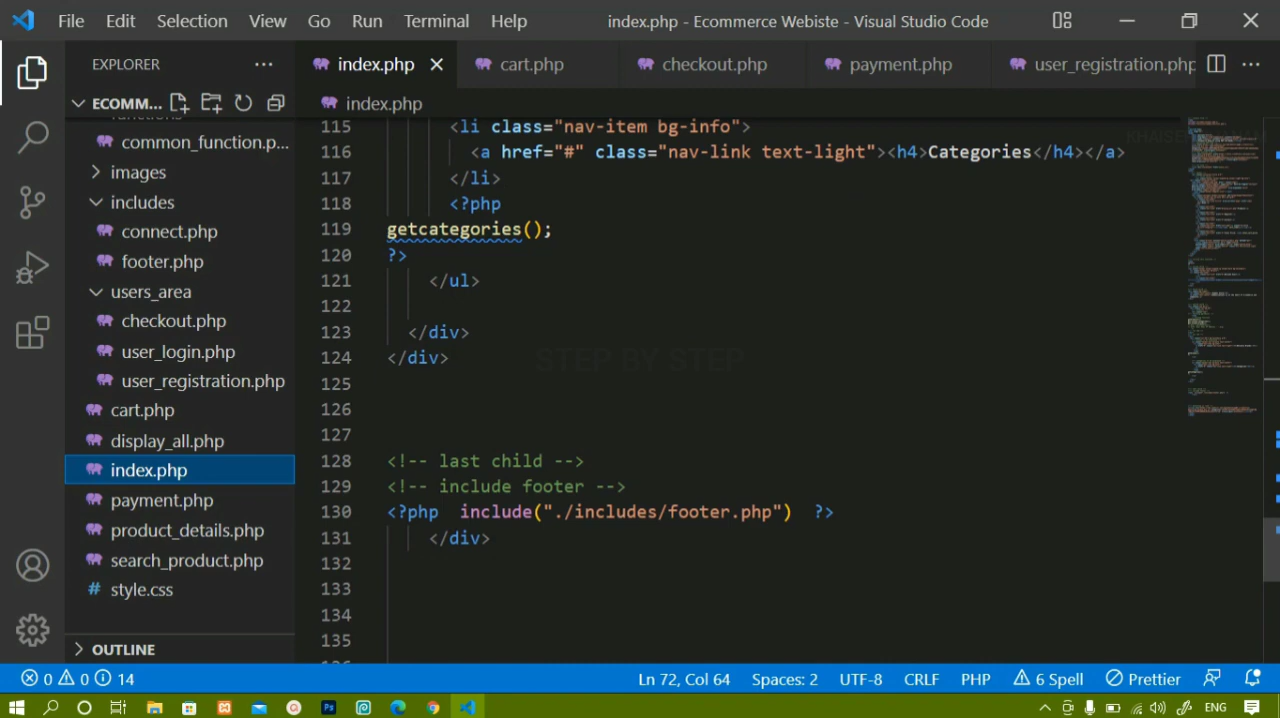 File Edit Selection View Go Run Terminal Help index.php - Ecommerce Webiste - Visual Studio Code
EXPLORER
index.php cart.php checkout.php payment.php user_registration.php
ECOMM...
index.php
functions
common_function.p...
images
includes
connect.php
footer.php
users_area
checkout.php
user_login.php
user_registration.php
cart.php
display_all.php
index.php
payment.php
product_details.php
search_product.php
# style.css
OUTLINE
115 <li class="nav-item bg-info">
116 <a href="#" class="nav-link text-light"><h4>Categories</h4></a>
117 </li>
118 <?php
119 getcategories();
120 ?>
121 </ul>
122
123 </div>
124 </div>
125
126
127
128 <!-- last child -->
129 <!-- include footer -->
130 <?php  include("./includes/footer.php")  ?>
131 </div>
132
133
134
135
STEP BY STEP
0 0 14 Ln 72, Col 64 Spaces: 2 UTF-8 CRLF PHP 6 Spell Prettier
ENG